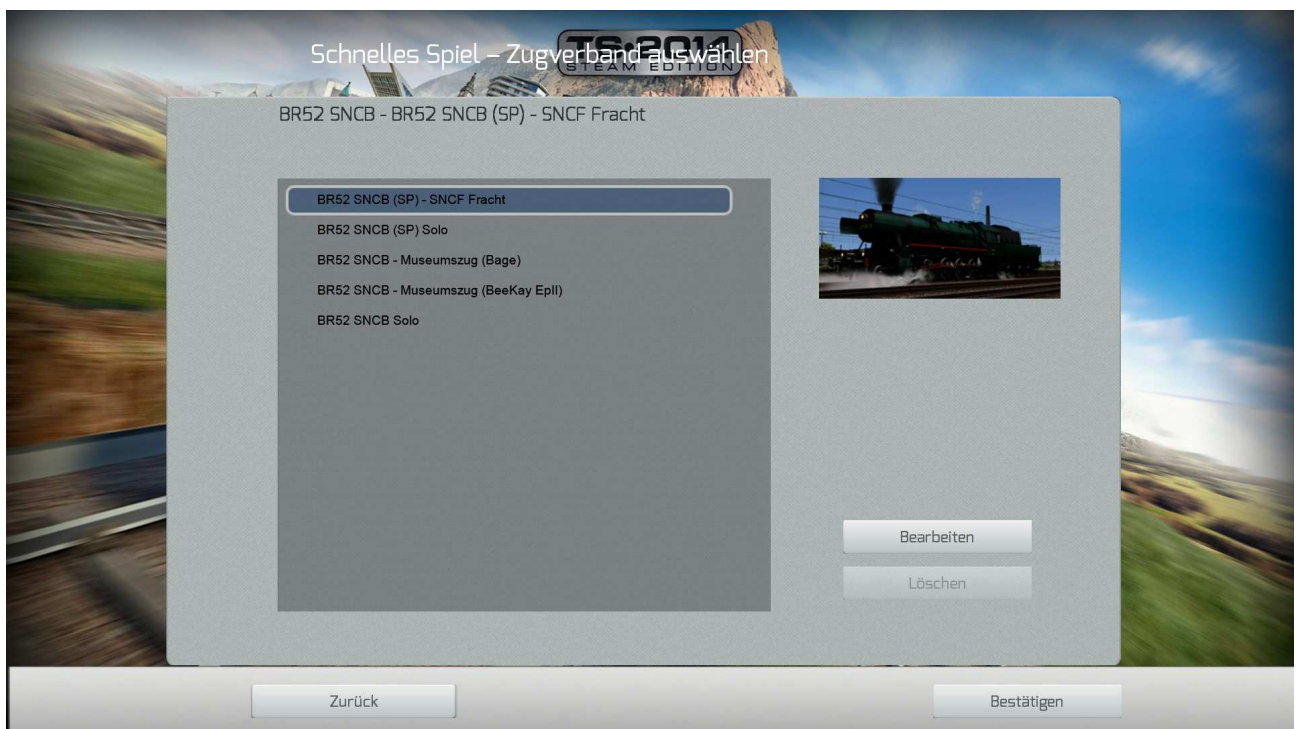 TS2014
STEAM EDITION
Schnelles Spiel – Zugverband auswählen
BR52 SNCB - BR52 SNCB (SP) - SNCF Fracht
BR52 SNCB (SP) - SNCF Fracht
BR52 SNCB (SP) Solo
BR52 SNCB - Museumszug (Bage)
BR52 SNCB - Museumszug (BeeKay EpII)
BR52 SNCB Solo
Bearbeiten
Löschen
Zurück
Bestätigen